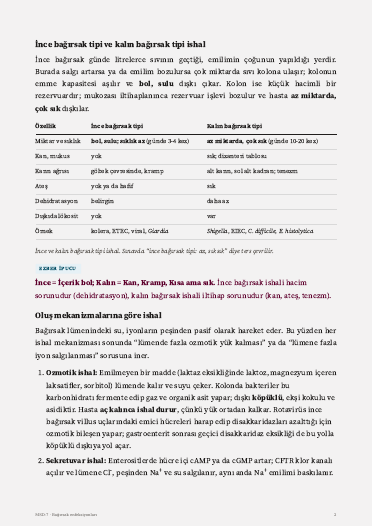 İnce bağırsak tipi ve kalın bağırsak tipi ishal
İnce bağırsak günde litrelerce sıvının geçtiği, emilimin çoğunun yapıldığı yerdir.
Burada salgı artarsa ya da emilim bozulursa çok miktarda sıvı kolona ulaşır; kolonun
emme kapasitesi aşılır ve bol, sulu dışkı çıkar. Kolon ise küçük hacimli bir
rezervuardır; mukozası iltihaplanınca rezervuar işlevi bozulur ve hasta az miktarda,
çok sık dışkılar.
Özellik İnce bağırsak tipi Kalın bağırsak tipi
Miktar ve sıklık bol, sulu; sıklık az (günde 3-4 kez) az miktarda, çok sık (günde 10-20 kez)
Kan, mukus yok sık; dizanteri tablosu
Karın ağrısı göbek çevresinde, kramp alt karın, sol alt kadran; tenezm
Ateş yok ya da hafif sık
Dehidratasyon belirgin daha az
Dışkıda lökosit yok var
Örnek kolera, ETEC, viral, Giardia Shigella, EIEC, C. difficile, E. histolytica
İnce ve kalın bağırsak tipi ishal. Sınavda "ince bağırsak tipi: az, sık sık" diye ters çevrilir.
EZBER İPUCU
İnce = İçerik bol; Kalın = Kan, Kramp, Kısa ama sık. İnce bağırsak ishali hacim
sorunudur (dehidratasyon), kalın bağırsak ishali iltihap sorunudur (kan, ateş, tenezm).
Oluş mekanizmalarına göre ishal
Bağırsak lümenindeki su, iyonların peşinden pasif olarak hareket eder. Bu yüzden her
ishal mekanizması sonunda "lümende fazla ozmotik yük kalması" ya da "lümene fazla
iyon salgılanması" sorusuna iner.
1. Ozmotik ishal: Emilmeyen bir madde (laktaz eksikliğinde laktoz, magnezyum içeren
laksatifler, sorbitol) lümende kalır ve suyu çeker. Kolonda bakteriler bu
karbonhidratı fermente edip gaz ve organik asit yapar; dışkı köpüklü, ekşi kokulu ve
asidiktir. Hasta aç kalınca ishal durur, çünkü yük ortadan kalkar. Rotavirüs ince
bağırsak villus uçlarındaki emici hücreleri harap edip disakkaridazları azalttığı için
ozmotik bileşen yapar; gastroenterit sonrası geçici disakkaridaz eksikliği de bu yolla
köpüklü dışkıya yol açar.
2. Sekretuvar ishal: Enterositlerde hücre içi cAMP ya da cGMP artar; CFTR klor kanalı
açılır ve lümene Cl⁻, peşinden Na⁺ ve su salgılanır, aynı anda Na⁺ emilimi baskılanır.